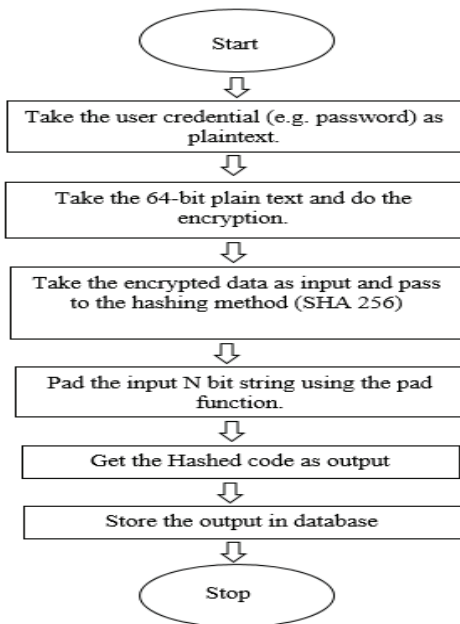 Start
Take the user credential (e.g. password) as
plaintext.
Take the 64-bit plain text and do the
encryption.
Take the encrypted data as input and pass
to the hashing method (SHA 256)
Pad the input N bit string using the pad
function.
Get the Hashed code as output
Store the output in database
Stop